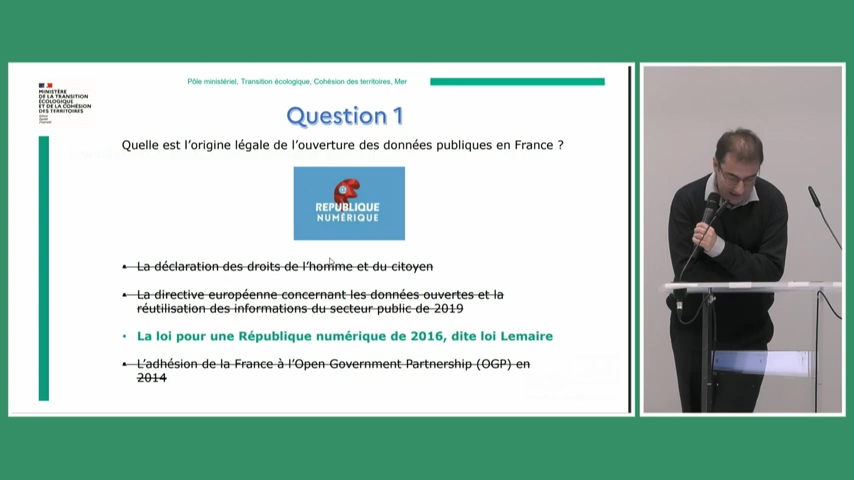 Pôle ministériel, Transition écologique, Cohésion des territoires, Mer
MINISTÈRE
DE LA TRANSITION
ÉCOLOGIQUE
ET DE LA COHÉSION
DES TERRITOIRES
Question 1
Quelle est l’origine légale de l’ouverture des données publiques en France ?
REPUBLIQUE
NUMÉRIQUE
• La déclaration des droits de l’homme et du citoyen
• La directive européenne concernant les données ouvertes et la
réutilisation des informations du secteur public de 2019
• La loi pour une République numérique de 2016, dite loi Lemaire
• L’adhésion de la France à l’Open Government Partnership (OGP) en
2014